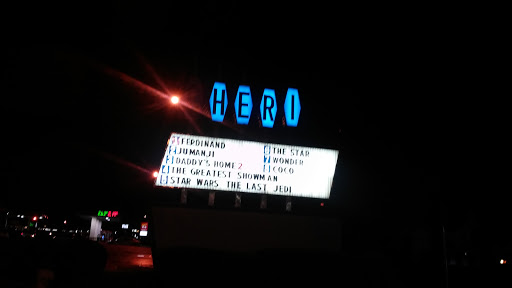 HERI
FERDINAND
JUMANJI
DADDY'S HOME 2
THE GREATEST SHOWMAN
STAR WARS THE LAST JEDI
THE STAR
WONDER
COCO